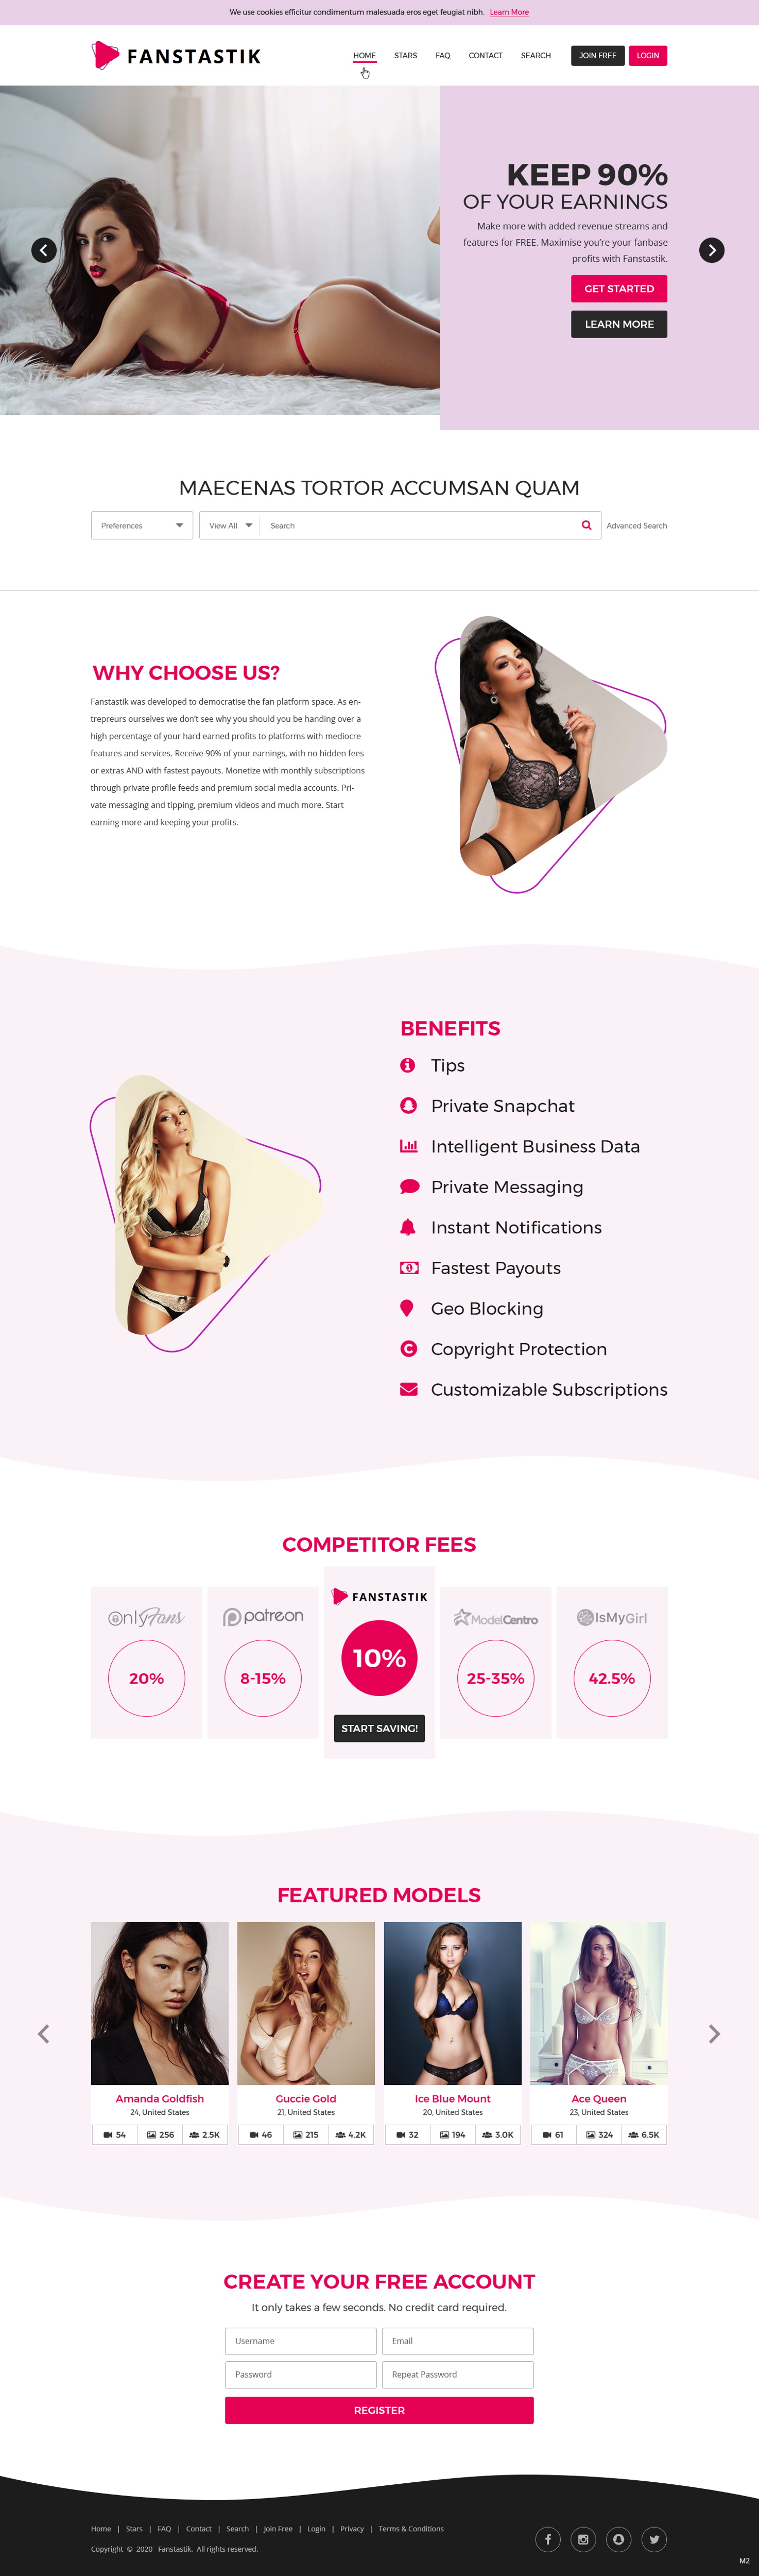 We use cookies efficitur condimentum malesuada eros eget feugiat nibh. Learn More
FANSTASTIK
HOME STARS FAQ CONTACT SEARCH JOIN FREE LOGIN
KEEP 90%
OF YOUR EARNINGS
Make more with added revenue streams and
features for FREE. Maximise you're your fanbase
profits with Fanstastik.
GET STARTED
LEARN MORE
MAECENAS TORTOR ACCUMSAN QUAM
Preferences View All Search Advanced Search
WHY CHOOSE US?
Fanstastik was developed to democratise the fan platform space. As en-
trepreurs ourselves we don't see why you should you be handing over a
high percentage of your hard earned profits to platforms with mediocre
features and services. Receive 90% of your earnings, with no hidden fees
or extras AND with fastest payouts. Monetize with monthly subscriptions
through private profile feeds and premium social media accounts. Pri-
vate messaging and tipping, premium videos and much more. Start
earning more and keeping your profits.
BENEFITS
Tips
Private Snapchat
Intelligent Business Data
Private Messaging
Instant Notifications
Fastest Payouts
Geo Blocking
Copyright Protection
Customizable Subscriptions
COMPETITOR FEES
OnlyFans
20%
patreon
8-15%
FANSTASTIK
10%
START SAVING!
ModelCentro
25-35%
IsMyGirl
42.5%
FEATURED MODELS
Amanda Goldfish
24, United States
54 256 2.5K
Guccie Gold
21, United States
46 215 4.2K
Ice Blue Mount
20, United States
32 194 3.0K
Ace Queen
23, United States
61 324 6.5K
CREATE YOUR FREE ACCOUNT
It only takes a few seconds. No credit card required.
Username Email
Password Repeat Password
REGISTER
Home | Stars | FAQ | Contact | Search | Join Free | Login | Privacy | Terms & Conditions
Copyright © 2020 Fanstastik. All rights reserved.
M2